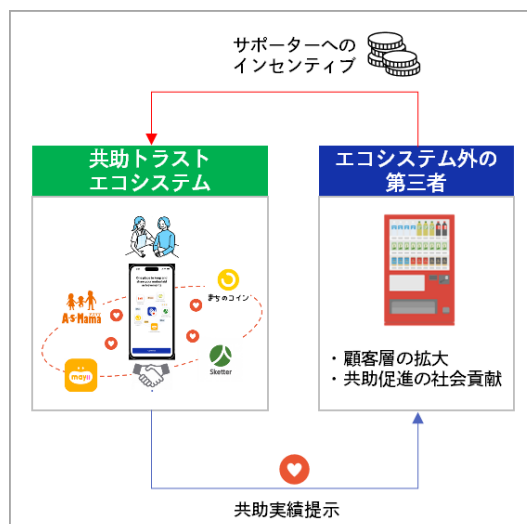 サポーターへの
インセンティブ
共助トラスト
エコシステム
エコシステム外の
第三者
AsMama
まちのコイン
mayii
Sketter
・顧客層の拡大
・共助促進の社会貢献
共助実績提示